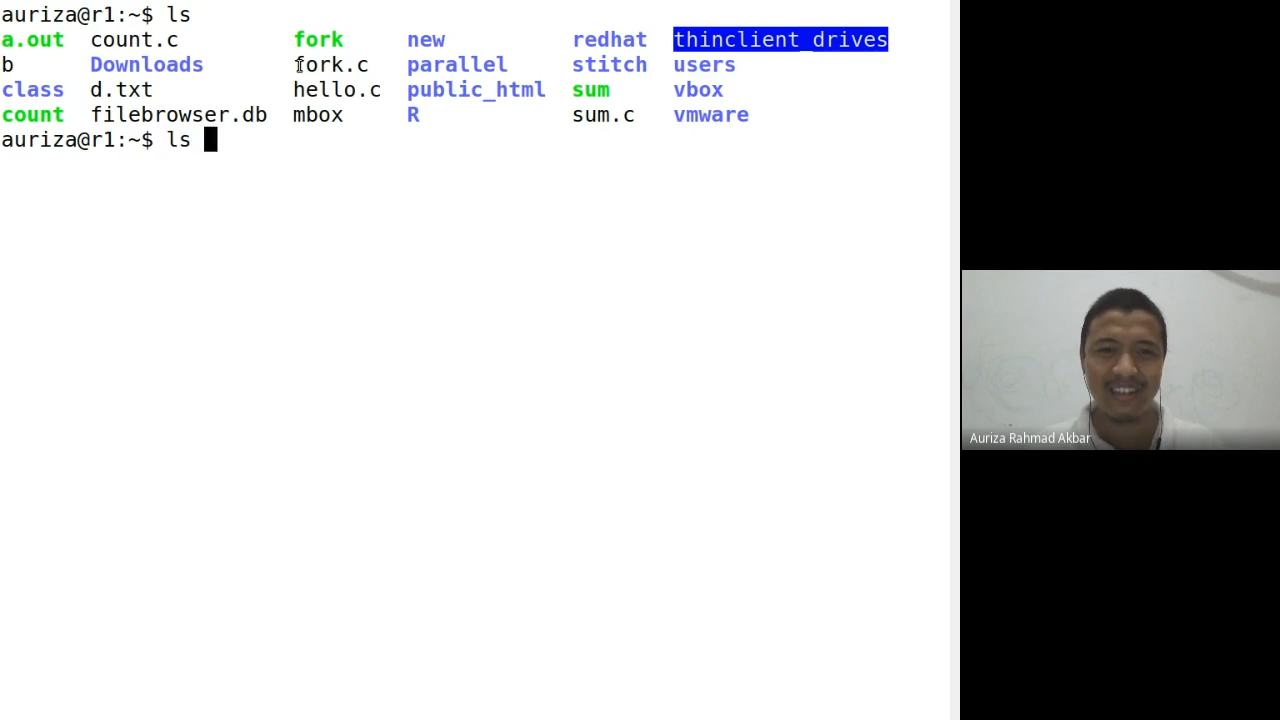 auriza@r1:~$ ls
a.out count.c fork new redhat thinclient_drives
b Downloads fork.c parallel stitch users
class d.txt hello.c public_html sum vbox
count filebrowser.db mbox R sum.c vmware
auriza@r1:~$ ls
Auriza Rahmad Akbar